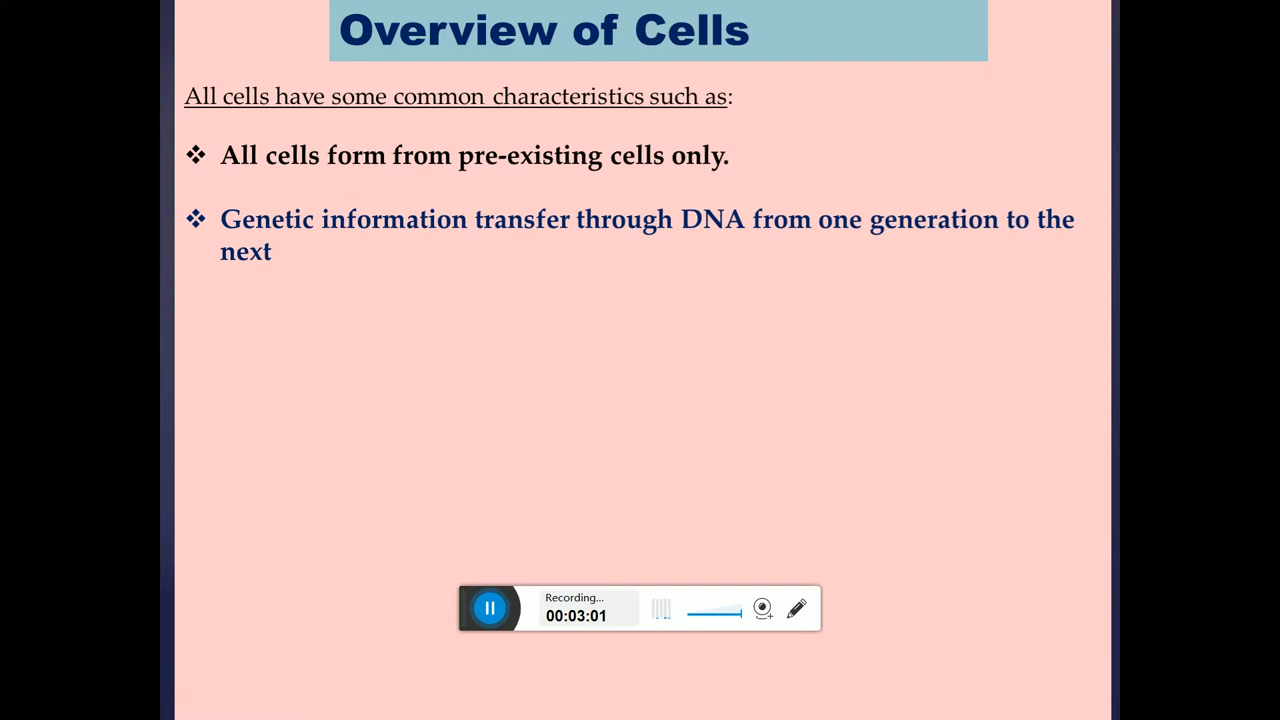 Overview of Cells
All cells have some common characteristics such as:
❖ All cells form from pre-existing cells only.
❖ Genetic information transfer through DNA from one generation to the
next
Recording...
00:03:01